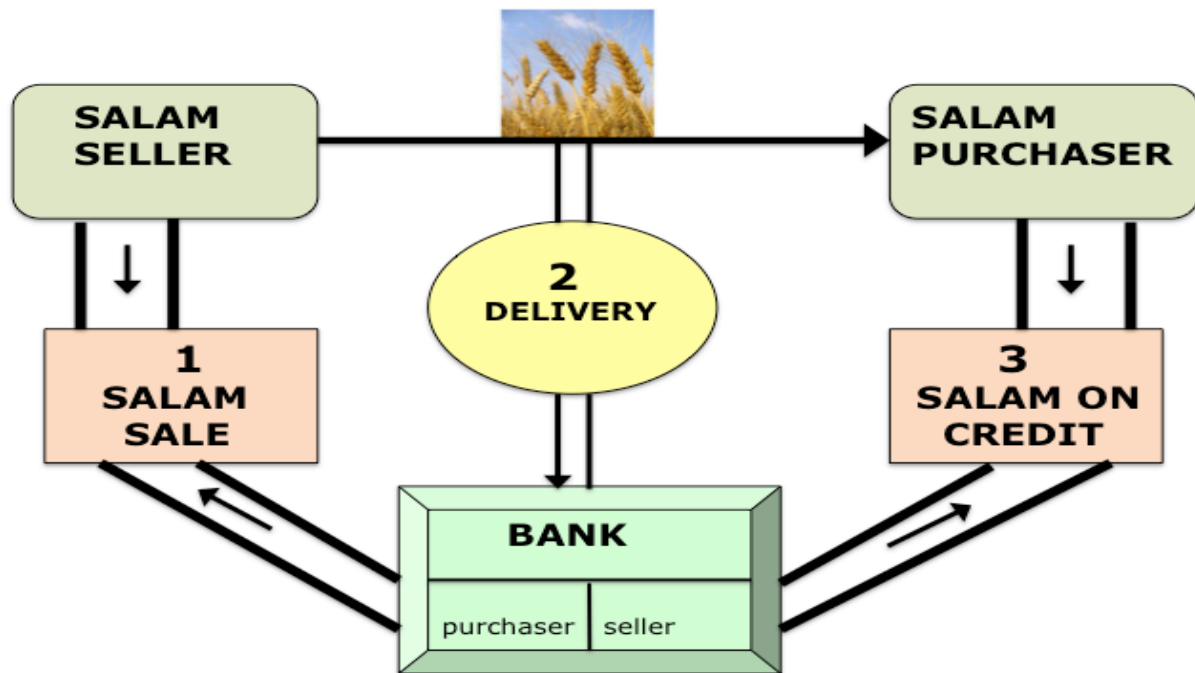 SALAM
SELLER
SALAM
PURCHASER
2
DELIVERY
1
SALAM
SALE
3
SALAM ON
CREDIT
BANK
purchaser
seller